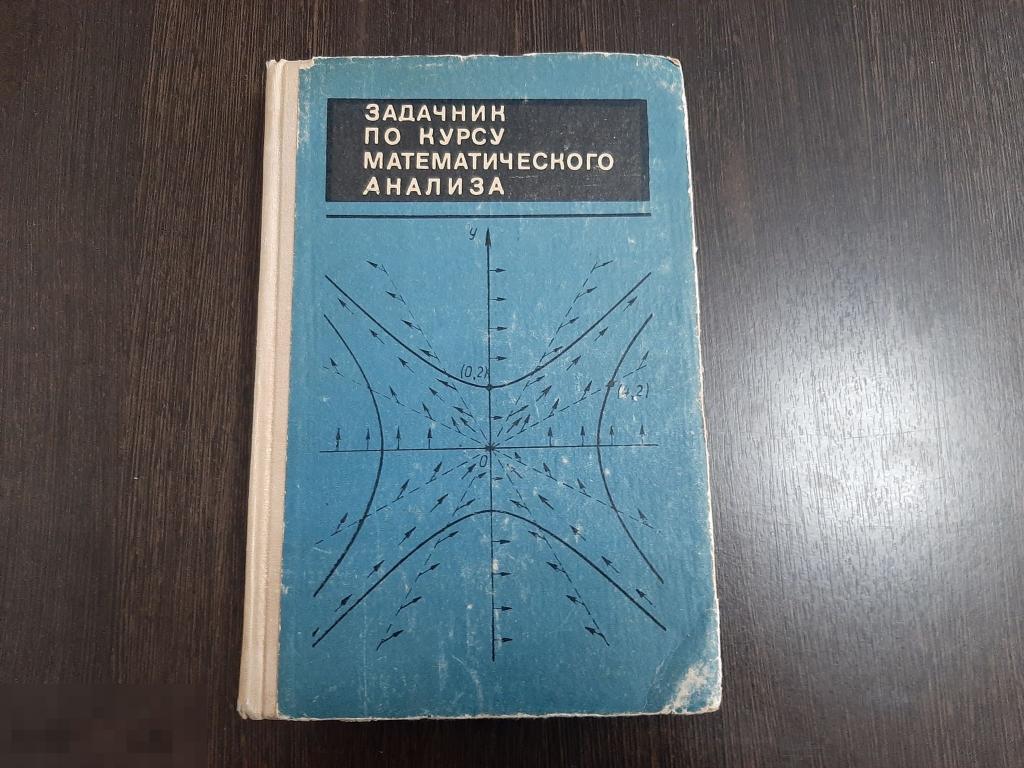 ЗАДАЧНИК
ПО КУРСУ
МАТЕМАТИЧЕСКОГО
АНАЛИЗА
y
(0,2)
(4,2)
0